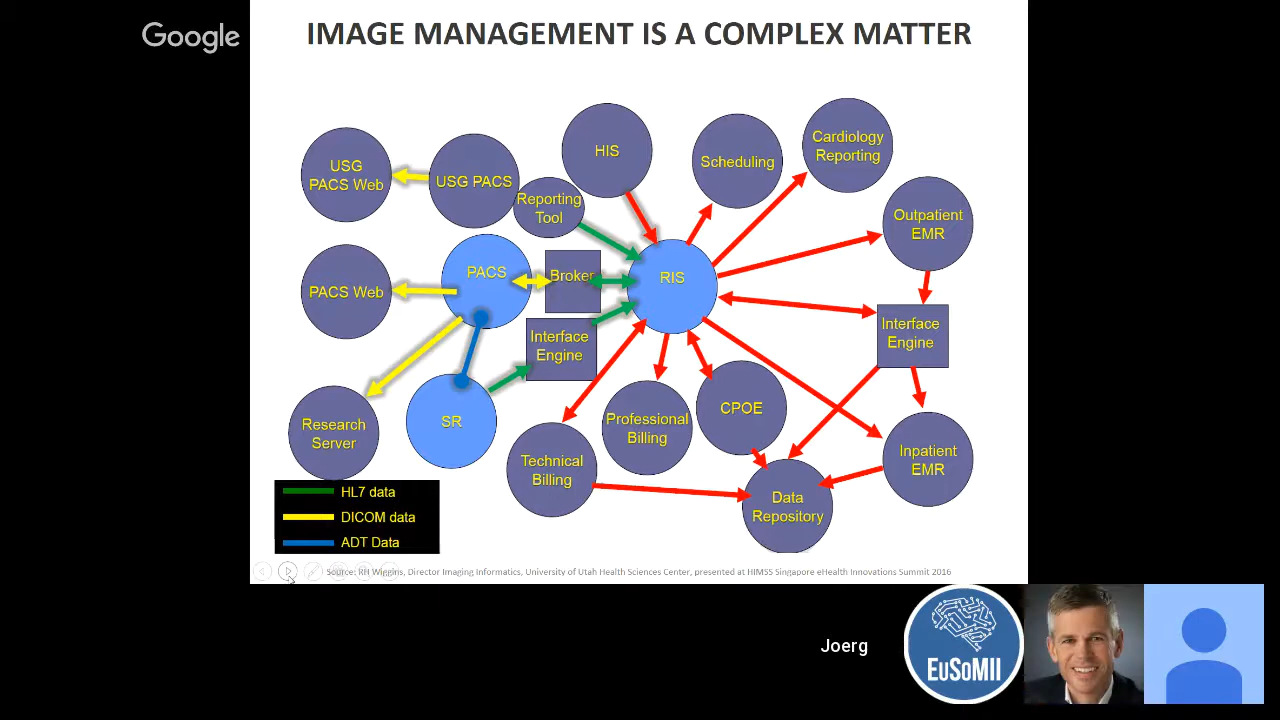 Google
IMAGE MANAGEMENT IS A COMPLEX MATTER
HIS
Scheduling
Cardiology
Reporting
USG
PACS Web
USG PACS
Reporting
Tool
Outpatient
EMR
PACS
Broker
RIS
PACS Web
Interface
Engine
Interface
Engine
Research
Server
SR
Technical
Billing
Professional
Billing
CPOE
Inpatient
EMR
Data
Repository
HL7 data
DICOM data
ADT Data
Source: RH Wiggins, Director Imaging Informatics, University of Utah Health Sciences Center, presented at HIMSS Singapore eHealth Innovations Summit 2016
Joerg
EuSoMII